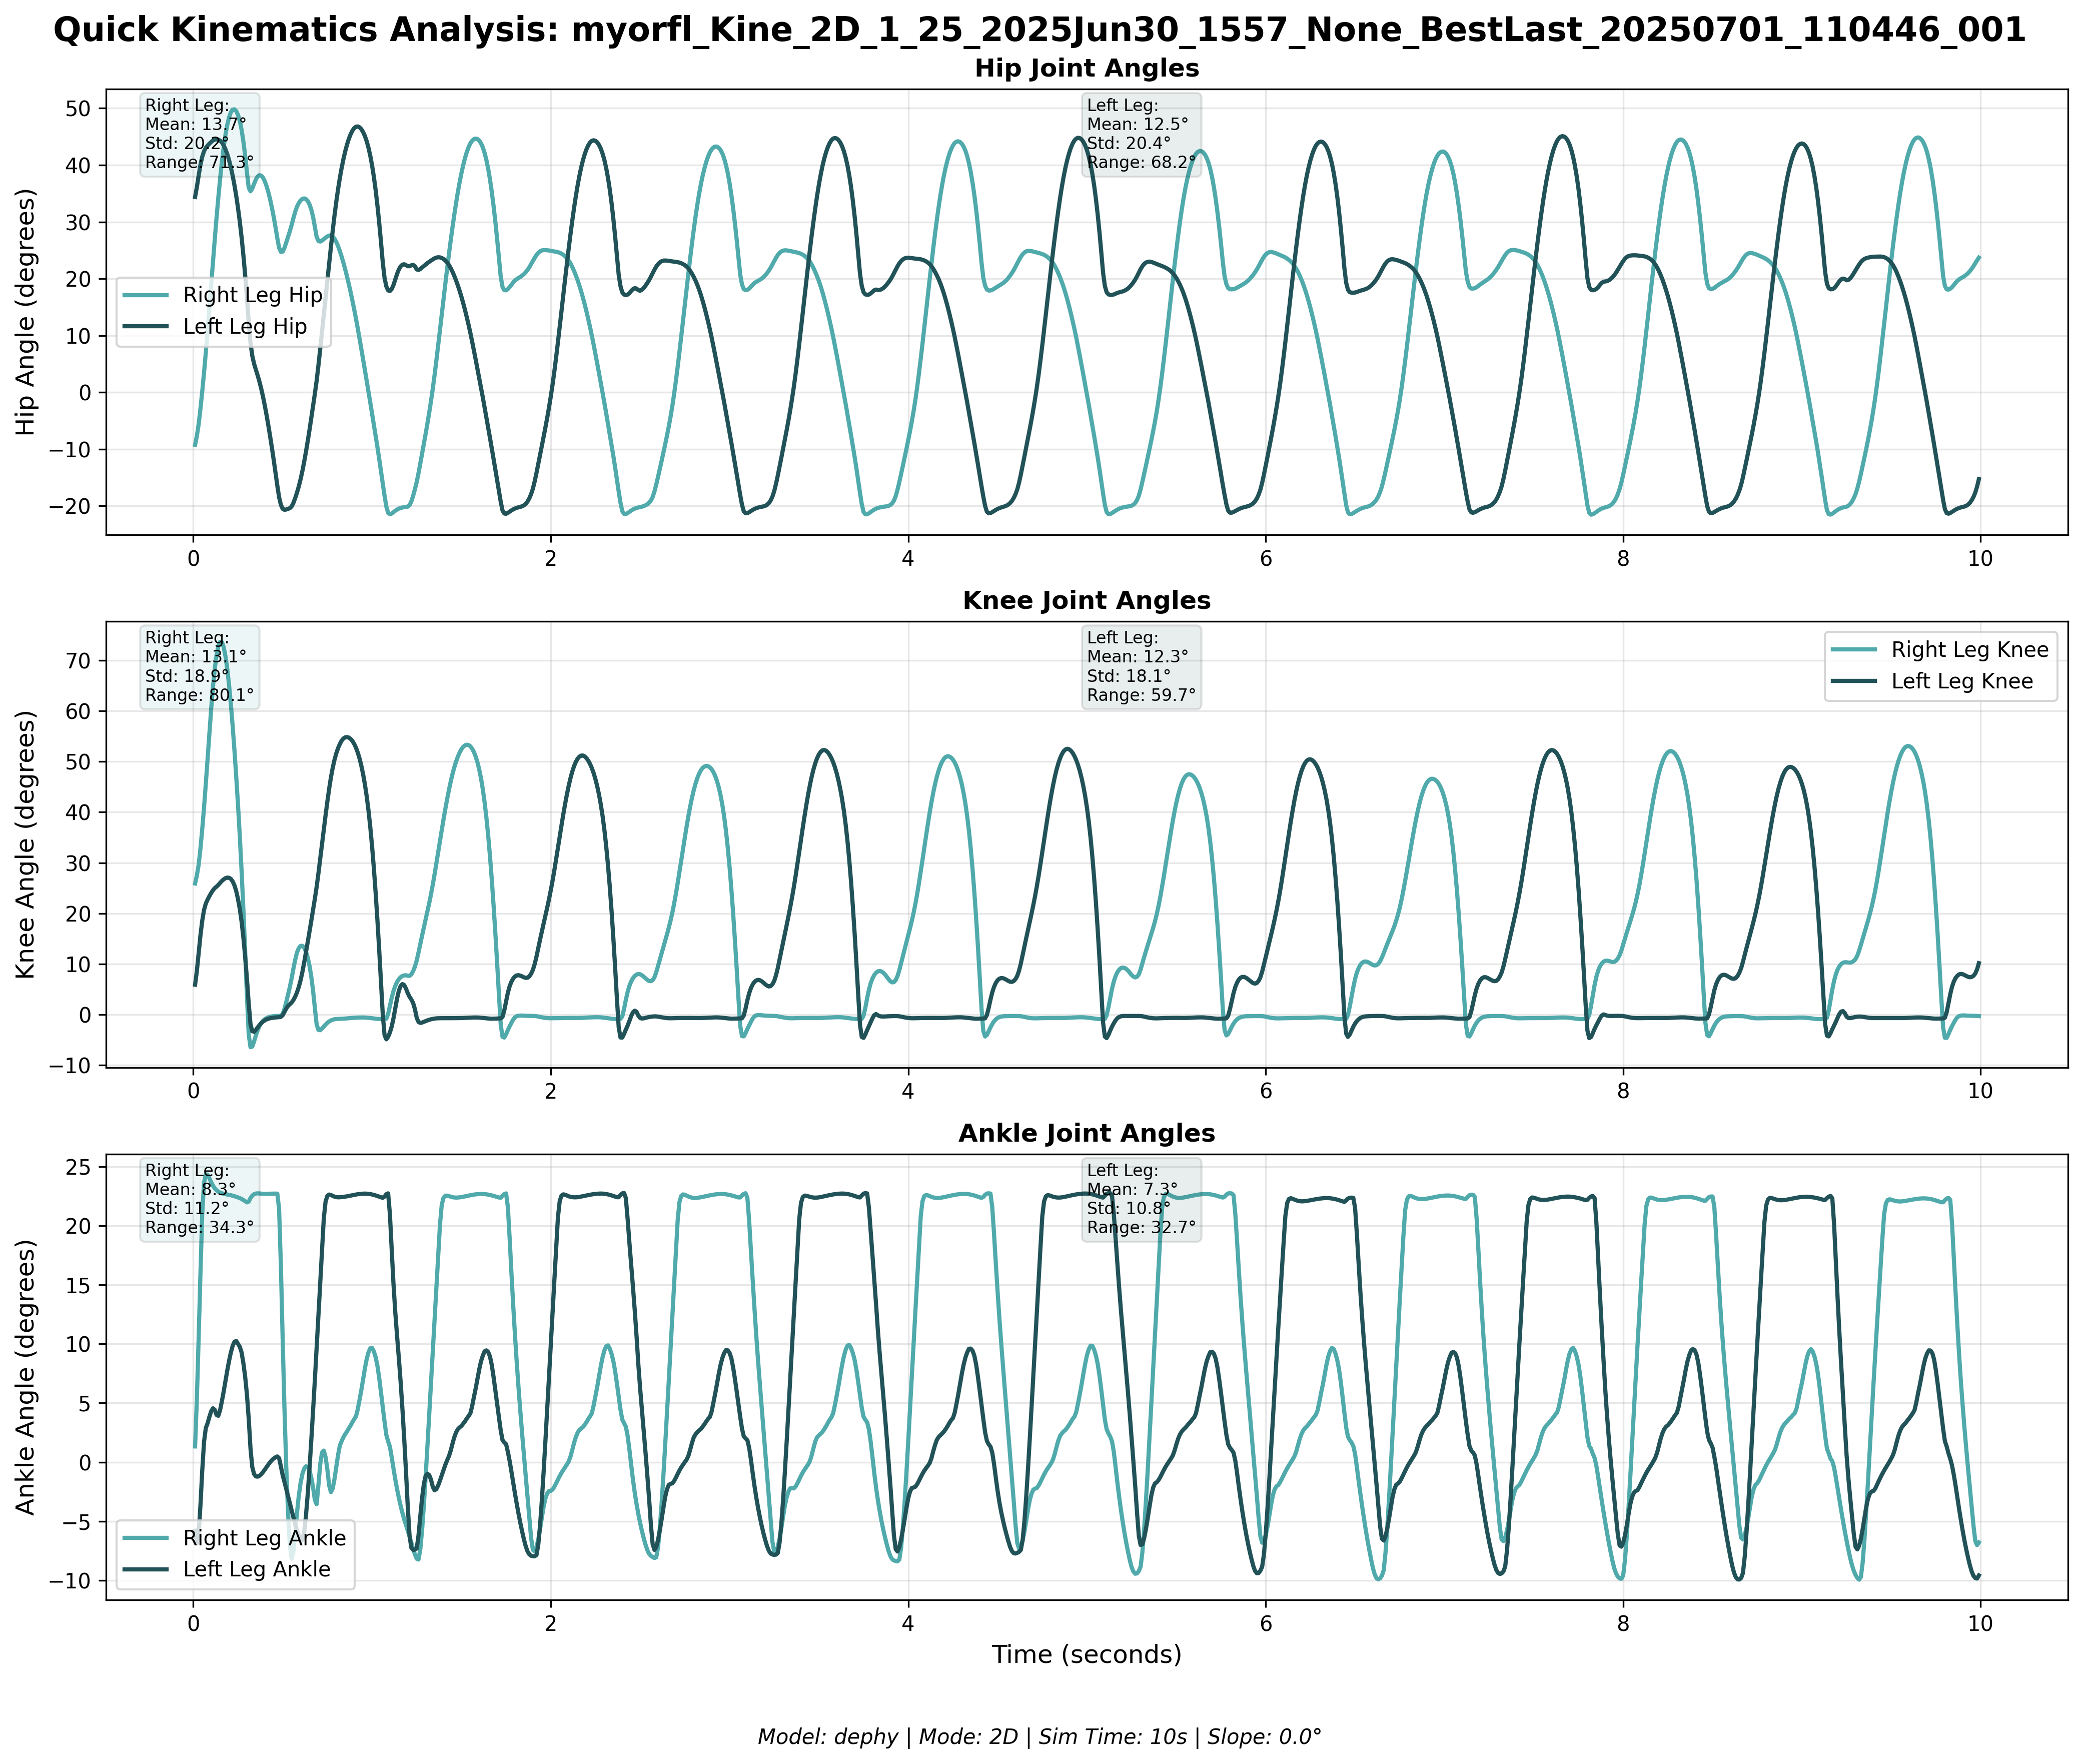 Quick Kinematics Analysis: myorfl_Kine_2D_1_25_2025Jun30_1557_None_BestLast_20250701_110446_001
Hip Joint Angles
Hip Angle (degrees)
50
40
30
20
10
0
−10
−20
Right Leg:
Mean: 13.7°
Std: 20.2°
Range: 71.3°
Left Leg:
Mean: 12.5°
Std: 20.4°
Range: 68.2°
Right Leg Hip
Left Leg Hip
0 2 4 6 8 10
Knee Joint Angles
Knee Angle (degrees)
70
60
50
40
30
20
10
0
−10
Right Leg:
Mean: 13.1°
Std: 18.9°
Range: 80.1°
Left Leg:
Mean: 12.3°
Std: 18.1°
Range: 59.7°
Right Leg Knee
Left Leg Knee
0 2 4 6 8 10
Ankle Joint Angles
Ankle Angle (degrees)
25
20
15
10
5
0
−5
−10
Right Leg:
Mean: 8.3°
Std: 11.2°
Range: 34.3°
Left Leg:
Mean: 7.3°
Std: 10.8°
Range: 32.7°
Right Leg Ankle
Left Leg Ankle
0 2 4 6 8 10
Time (seconds)
Model: dephy | Mode: 2D | Sim Time: 10s | Slope: 0.0°